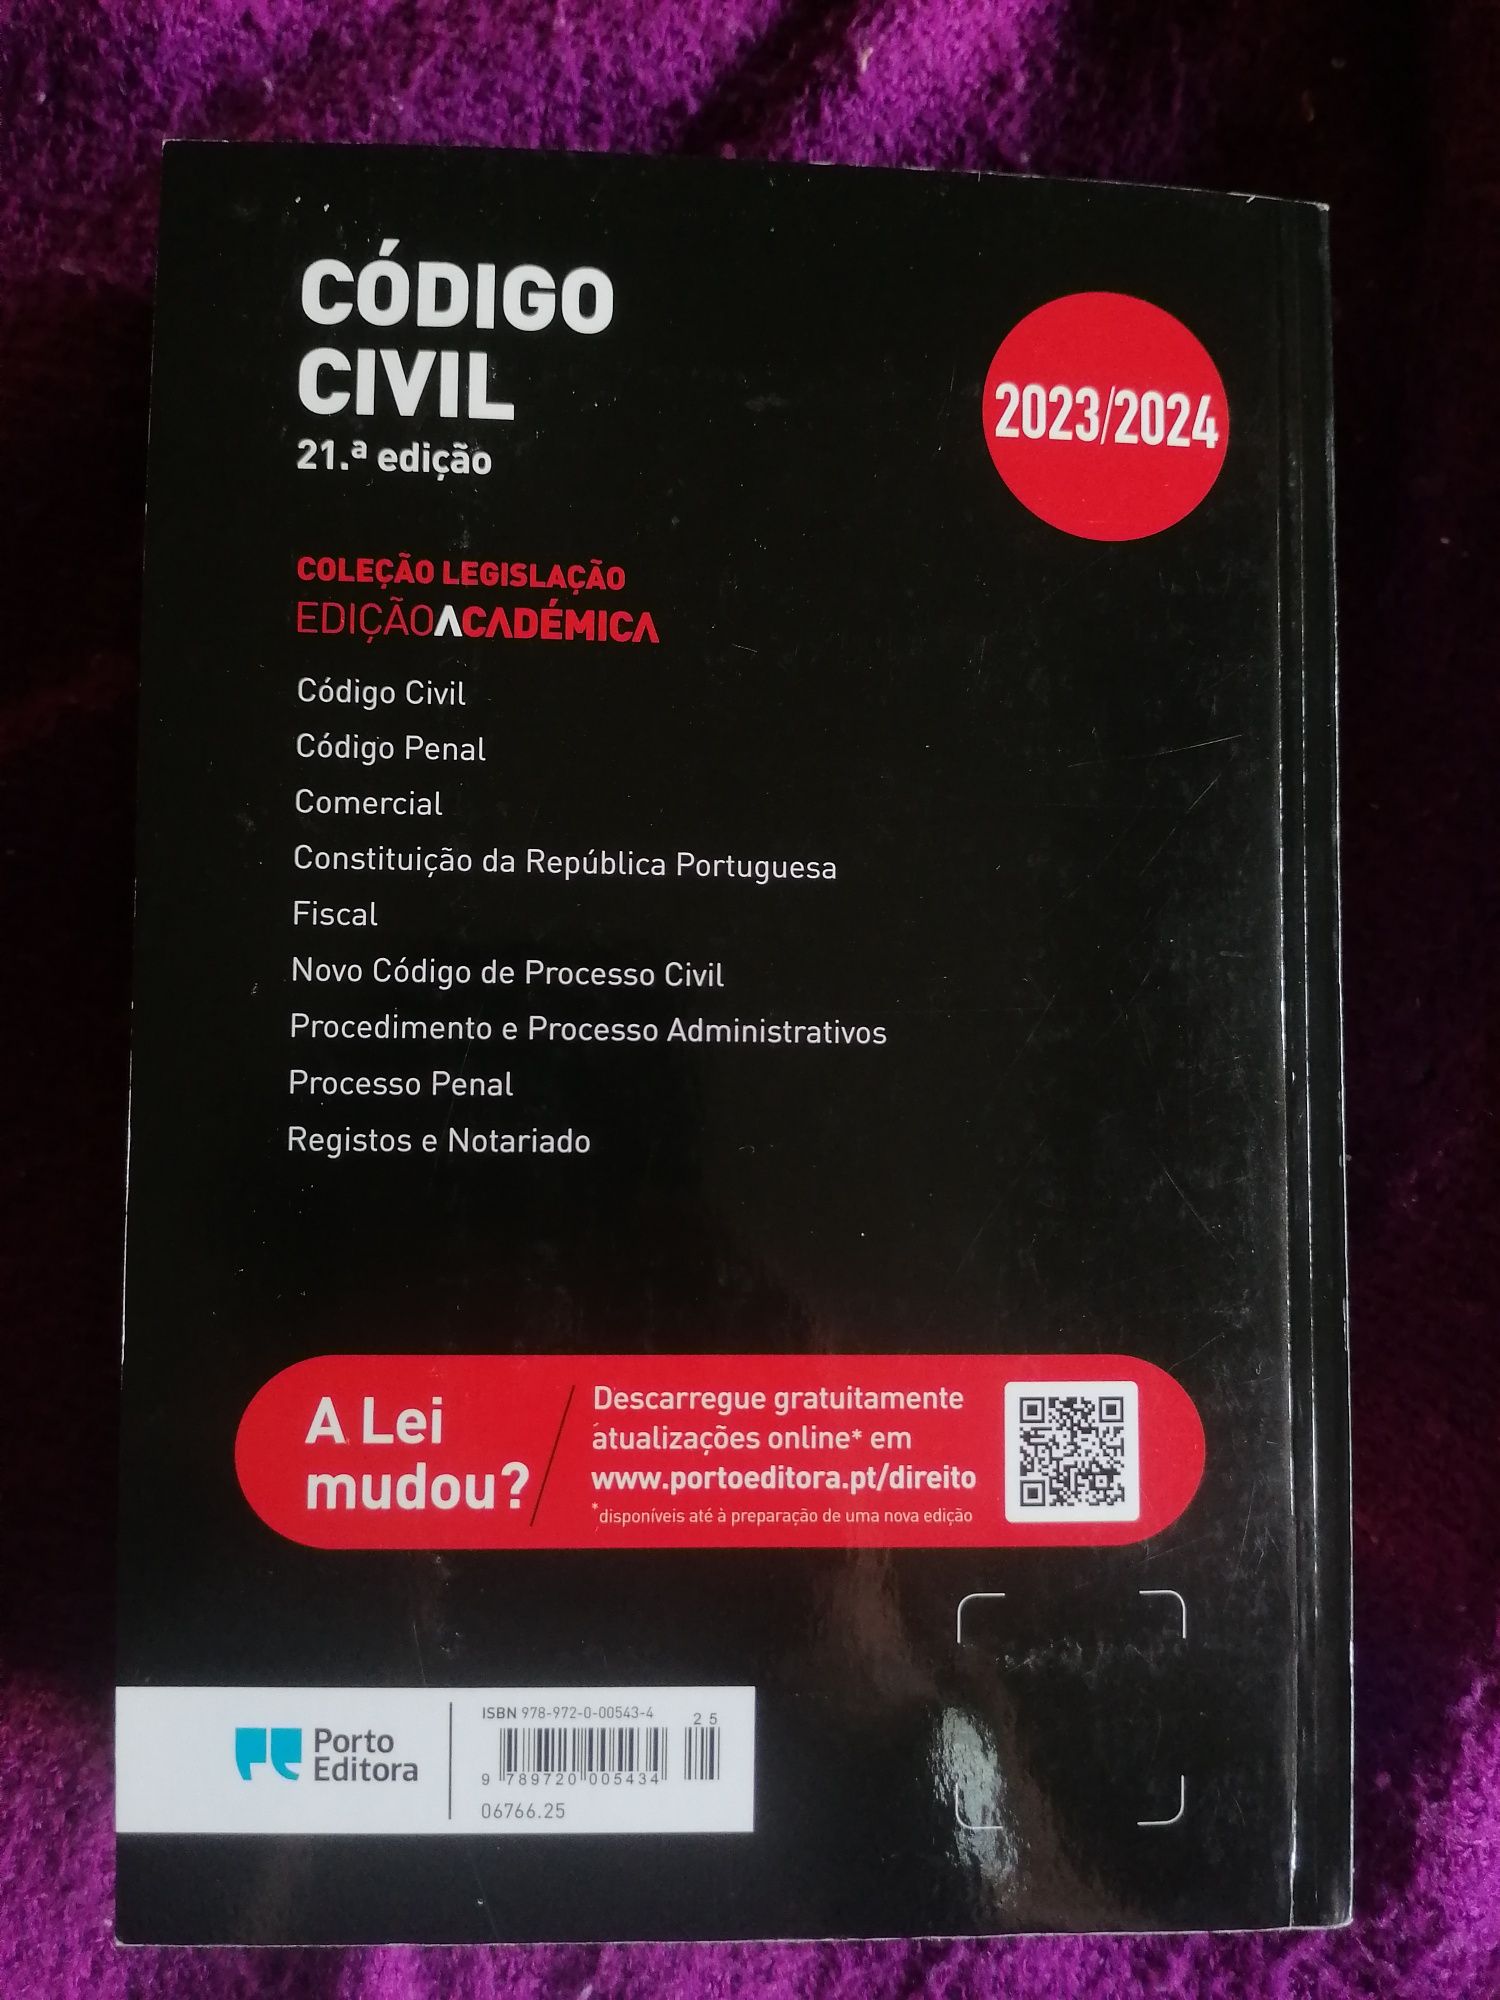 CÓDIGO
CIVIL
21.ª edição
2023/2024
COLEÇÃO LEGISLAÇÃO
EDIÇÃOACADÉMICA
Código Civil
Código Penal
Comercial
Constituição da República Portuguesa
Fiscal
Novo Código de Processo Civil
Procedimento e Processo Administrativos
Processo Penal
Registos e Notariado
A Lei
mudou?
Descarregue gratuitamente
atualizações online* em
www.portoeditora.pt/direito
*disponíveis até à preparação de uma nova edição
Porto
Editora
ISBN 978-972-0-00543-4
25
9 789720 005434
06766.25